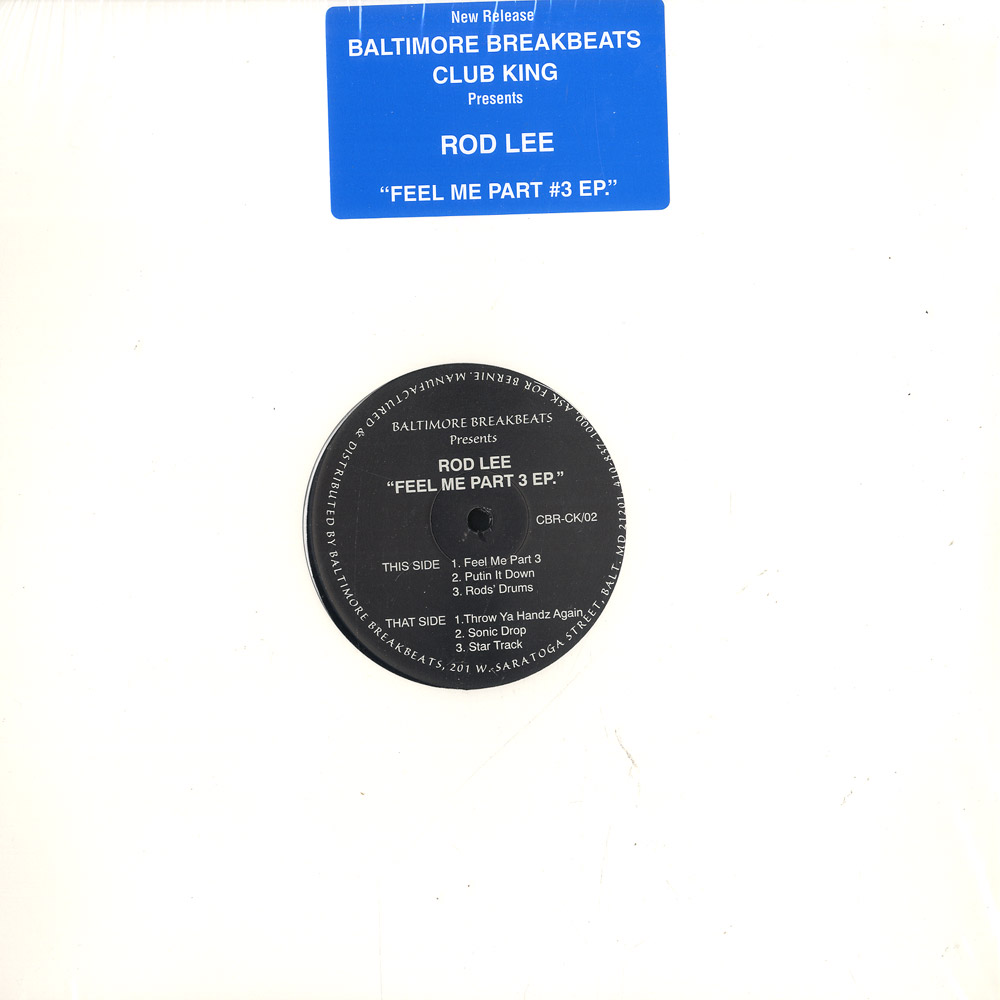 New Release
BALTIMORE BREAKBEATS
CLUB KING
Presents
ROD LEE
“FEEL ME PART #3 EP.”
BALTIMORE BREAKBEATS
Presents
ROD LEE
“FEEL ME PART 3 EP.”
CBR-CK/02
THIS SIDE 1. Feel Me Part 3
2. Putin It Down
3. Rods' Drums
THAT SIDE 1.Throw Ya Handz Again
2. Sonic Drop
3. Star Track
MANUFACTURED & DISTRIBUTED BY BALTIMORE BREAKBEATS, 201 W. SARATOGA STREET, BALT. MD 21201 410-837-1000. ASK FOR BERNIE.